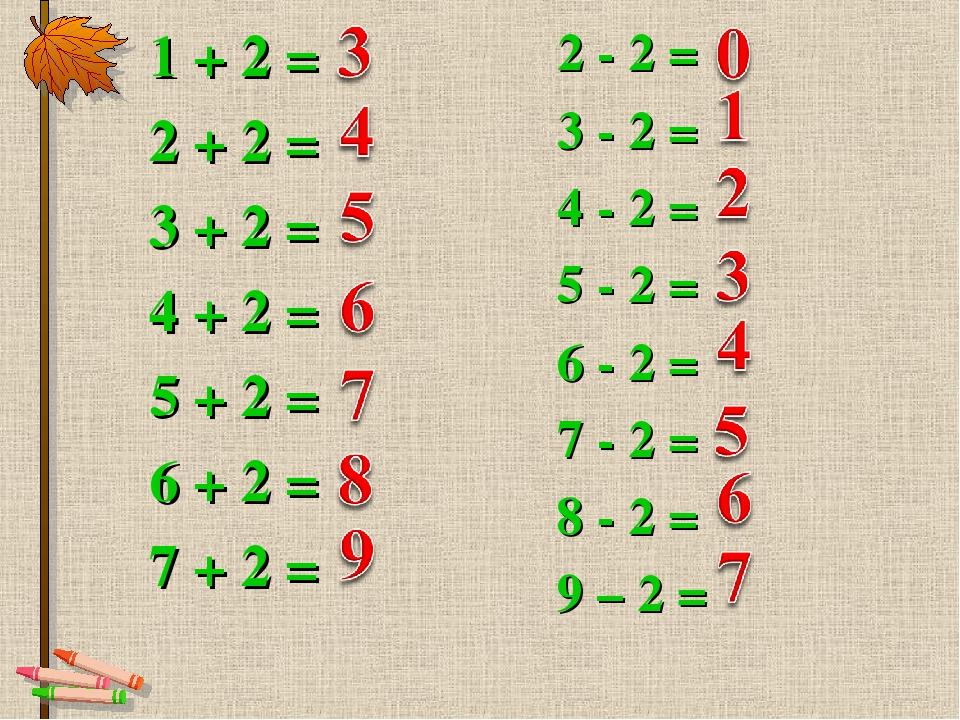 1 + 2 = 3
2 + 2 = 4
3 + 2 = 5
4 + 2 = 6
5 + 2 = 7
6 + 2 = 8
7 + 2 = 9
2 - 2 = 0
3 - 2 = 1
4 - 2 = 2
5 - 2 = 3
6 - 2 = 4
7 - 2 = 5
8 - 2 = 6
9 – 2 = 7